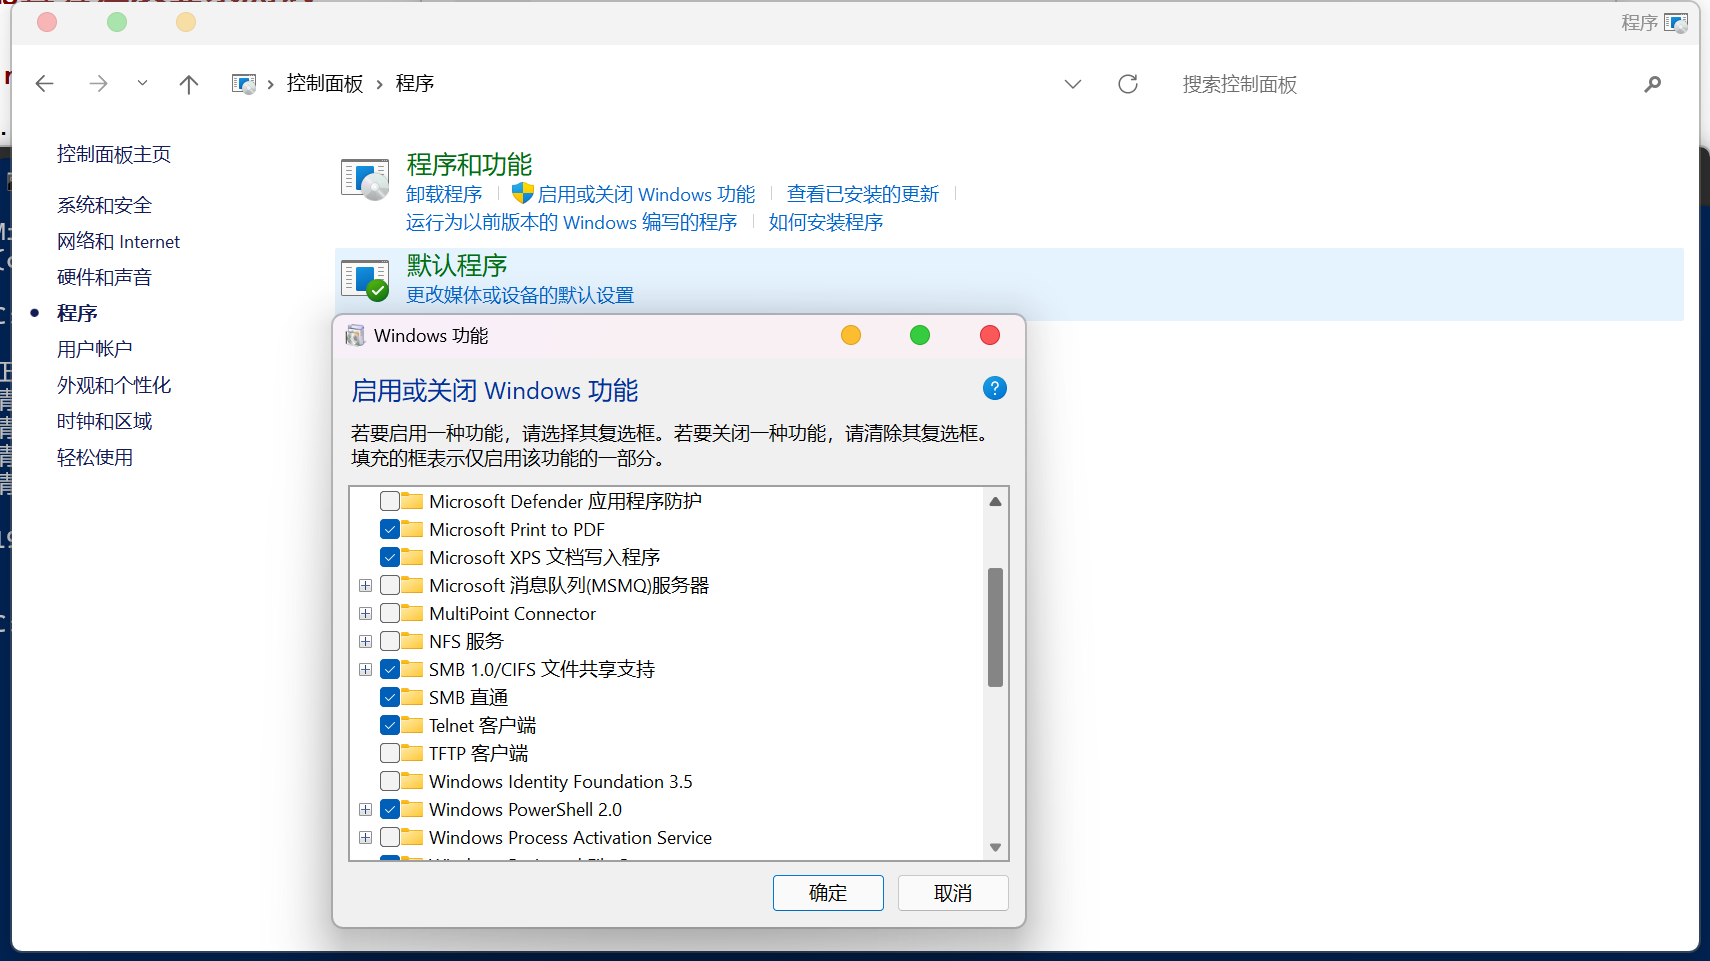 程序
控制面板 › 程序
搜索控制面板
控制面板主页
系统和安全
网络和 Internet
硬件和声音
程序
用户帐户
外观和个性化
时钟和区域
轻松使用
程序和功能
卸载程序 启用或关闭 Windows 功能 查看已安装的更新
运行为以前版本的 Windows 编写的程序 如何安装程序
默认程序
更改媒体或设备的默认设置
Windows 功能
启用或关闭 Windows 功能
?
若要启用一种功能，请选择其复选框。若要关闭一种功能，请清除其复选框。
填充的框表示仅启用该功能的一部分。
Microsoft Defender 应用程序防护
Microsoft Print to PDF
Microsoft XPS 文档写入程序
Microsoft 消息队列(MSMQ)服务器
MultiPoint Connector
NFS 服务
SMB 1.0/CIFS 文件共享支持
SMB 直通
Telnet 客户端
TFTP 客户端
Windows Identity Foundation 3.5
Windows PowerShell 2.0
Windows Process Activation Service
确定
取消